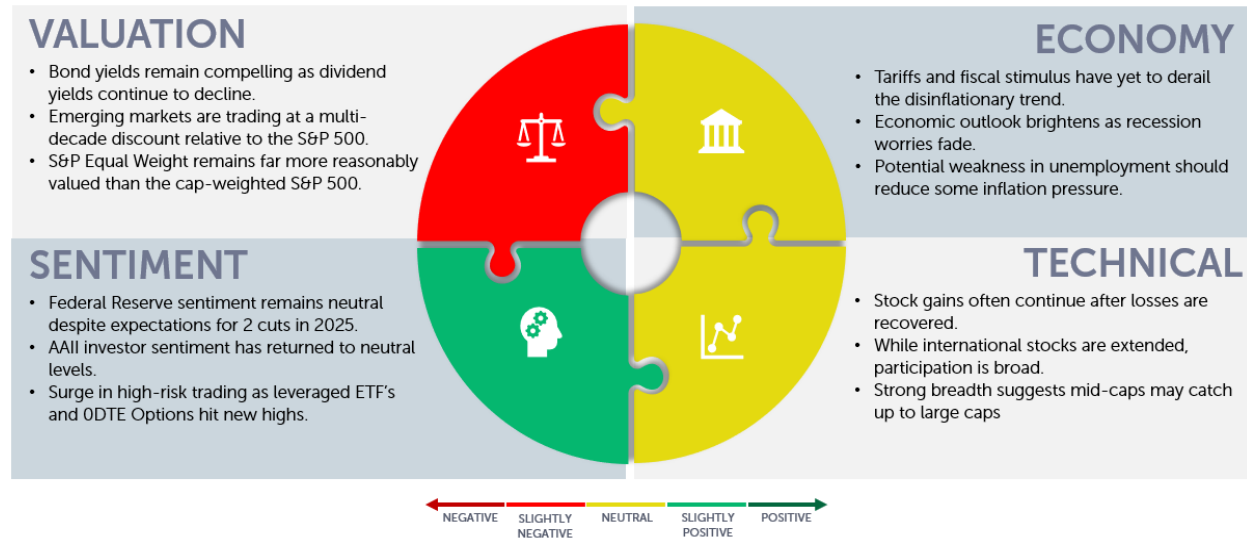 VALUATION
• Bond yields remain compelling as dividend
yields continue to decline.
• Emerging markets are trading at a multi-
decade discount relative to the S&P 500.
• S&P Equal Weight remains far more reasonably
valued than the cap-weighted S&P 500.
ECONOMY
• Tariffs and fiscal stimulus have yet to derail
the disinflationary trend.
• Economic outlook brightens as recession
worries fade.
• Potential weakness in unemployment should
reduce some inflation pressure.
SENTIMENT
• Federal Reserve sentiment remains neutral
despite expectations for 2 cuts in 2025.
• AAII investor sentiment has returned to neutral
levels.
• Surge in high-risk trading as leveraged ETF's
and 0DTE Options hit new highs.
TECHNICAL
• Stock gains often continue after losses are
recovered.
• While international stocks are extended,
participation is broad.
• Strong breadth suggests mid-caps may catch
up to large caps
NEGATIVE
SLIGHTLY
NEGATIVE
NEUTRAL
SLIGHTLY
POSITIVE
POSITIVE